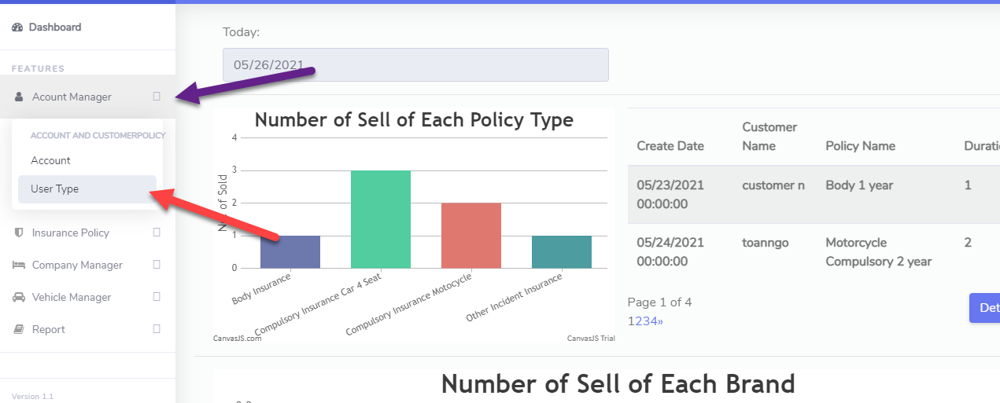 Dashboard
FEATURES
Acount Manager
ACCOUNT AND CUSTOMERPOLICY
Account
User Type
Insurance Policy
Company Manager
Vehicle Manager
Report
Version 1.1
Today:
05/26/2021
Number of Sell of Each Policy Type
4
3
2
1
0
of Sold
Body Insurance
Compulsory Insurance Car 4 Seat
Compulsory Insurance Motocycle
Other Incident Insurance
CanvasJS.com
CanvasJS Trial
Create Date
Customer
Name
Policy Name
Durati
05/23/2021
00:00:00
customer n
Body 1 year
1
05/24/2021
00:00:00
toanngo
Motorcycle
Compulsory 2 year
2
Page 1 of 4
1234»
Det
Number of Sell of Each Brand